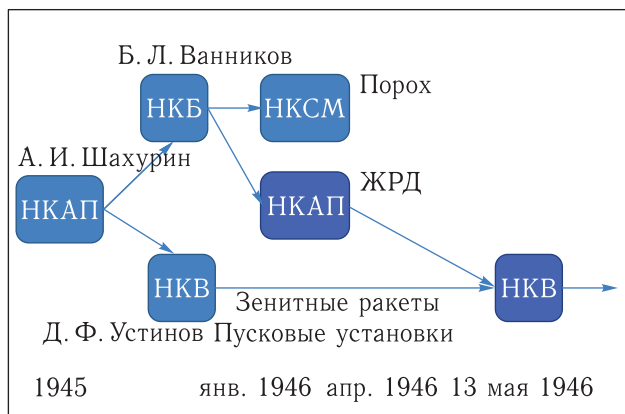 Б. Л. Ванников
Порох
НКБ
НКСМ
А. И. Шахурин
ЖРД
НКАП
НКАП
НКВ
НКВ
Зенитные ракеты
Д. Ф. Устинов Пусковые установки
1945 янв. 1946 апр. 1946 13 мая 1946